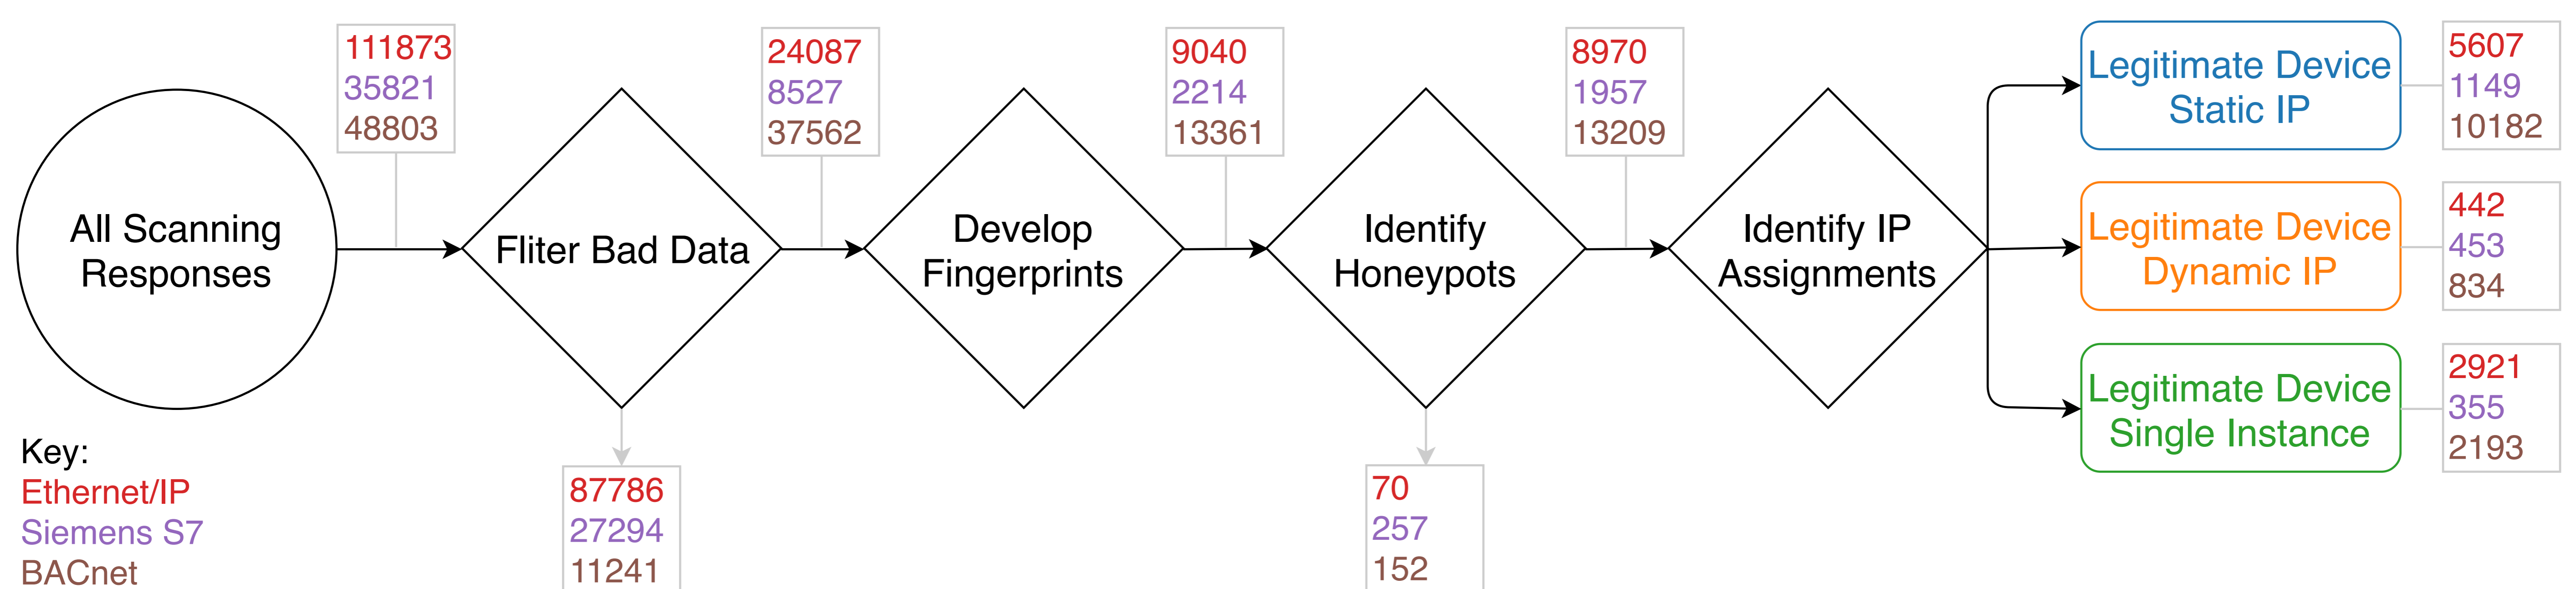 All Scanning
Responses
111873
35821
48803
Fliter Bad Data
87786
27294
11241
24087
8527
37562
Develop
Fingerprints
9040
2214
13361
Identify
Honeypots
70
257
152
8970
1957
13209
Identify IP
Assignments
Legitimate Device
Static IP
5607
1149
10182
Legitimate Device
Dynamic IP
442
453
834
Legitimate Device
Single Instance
2921
355
2193
Key:
Ethernet/IP
Siemens S7
BACnet